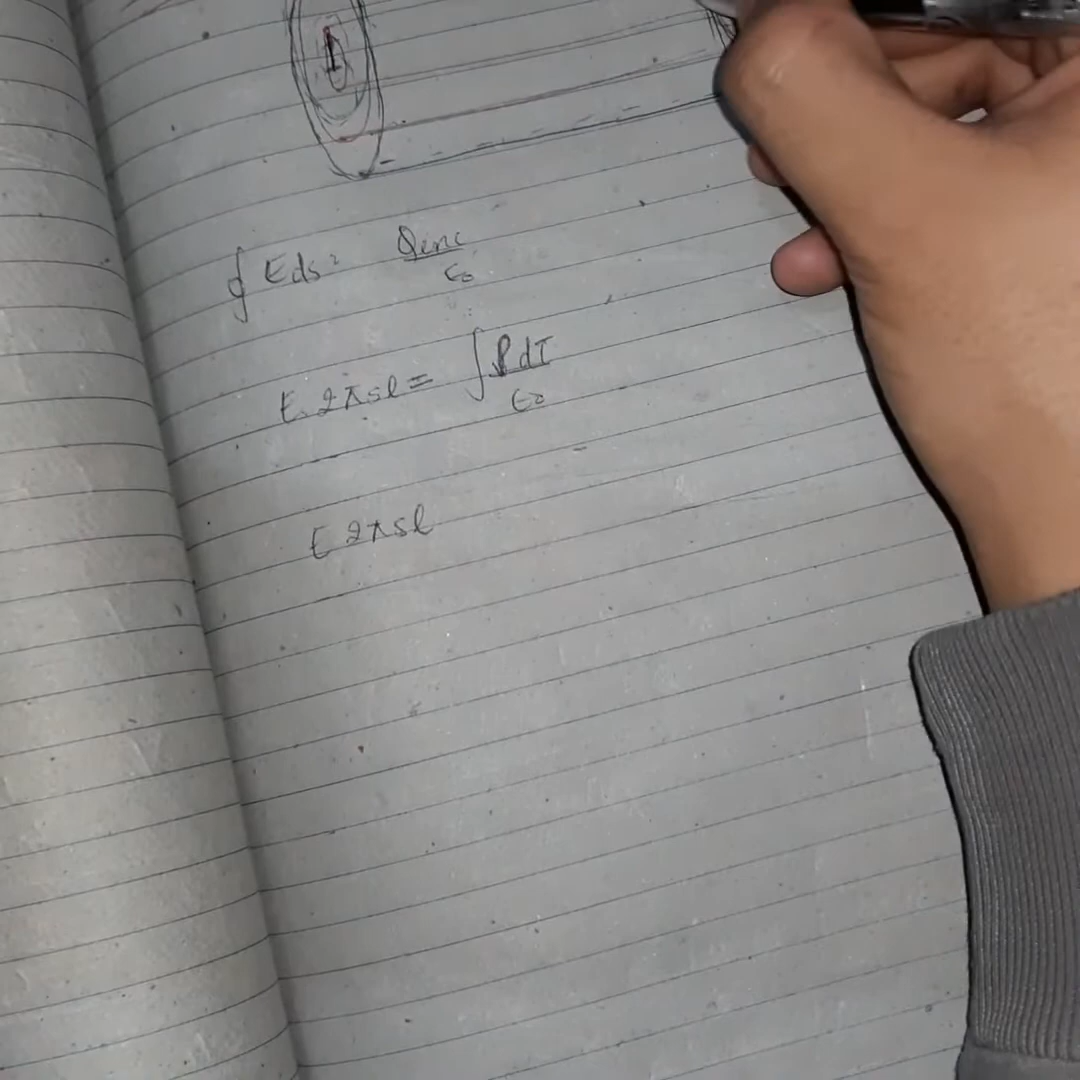 ∮ E ds = Qenc / ε₀
E. 2πsl = ∫ ρdτ / ε₀
E 2πsl